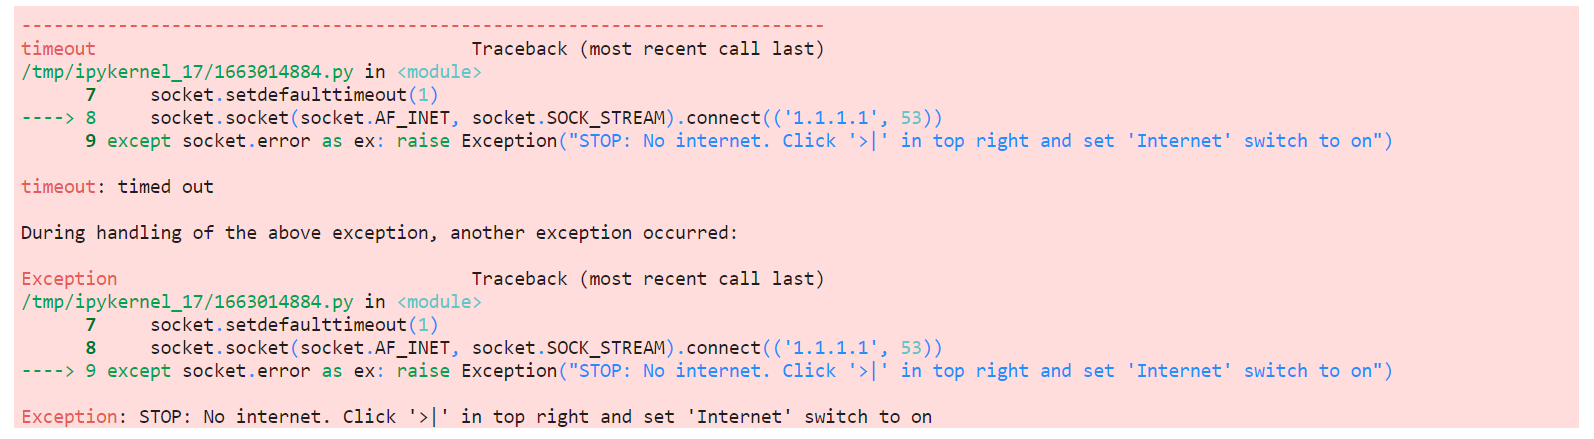 ---------------------------------------------------------------------------
timeout                                   Traceback (most recent call last)
/tmp/ipykernel_17/1663014884.py in <module>
      7     socket.setdefaulttimeout(1)
----> 8     socket.socket(socket.AF_INET, socket.SOCK_STREAM).connect(('1.1.1.1', 53))
      9 except socket.error as ex: raise Exception("STOP: No internet. Click '>|' in top right and set 'Internet' switch to on")

timeout: timed out

During handling of the above exception, another exception occurred:

Exception                                 Traceback (most recent call last)
/tmp/ipykernel_17/1663014884.py in <module>
      7     socket.setdefaulttimeout(1)
      8     socket.socket(socket.AF_INET, socket.SOCK_STREAM).connect(('1.1.1.1', 53))
----> 9 except socket.error as ex: raise Exception("STOP: No internet. Click '>|' in top right and set 'Internet' switch to on")

Exception: STOP: No internet. Click '>|' in top right and set 'Internet' switch to on